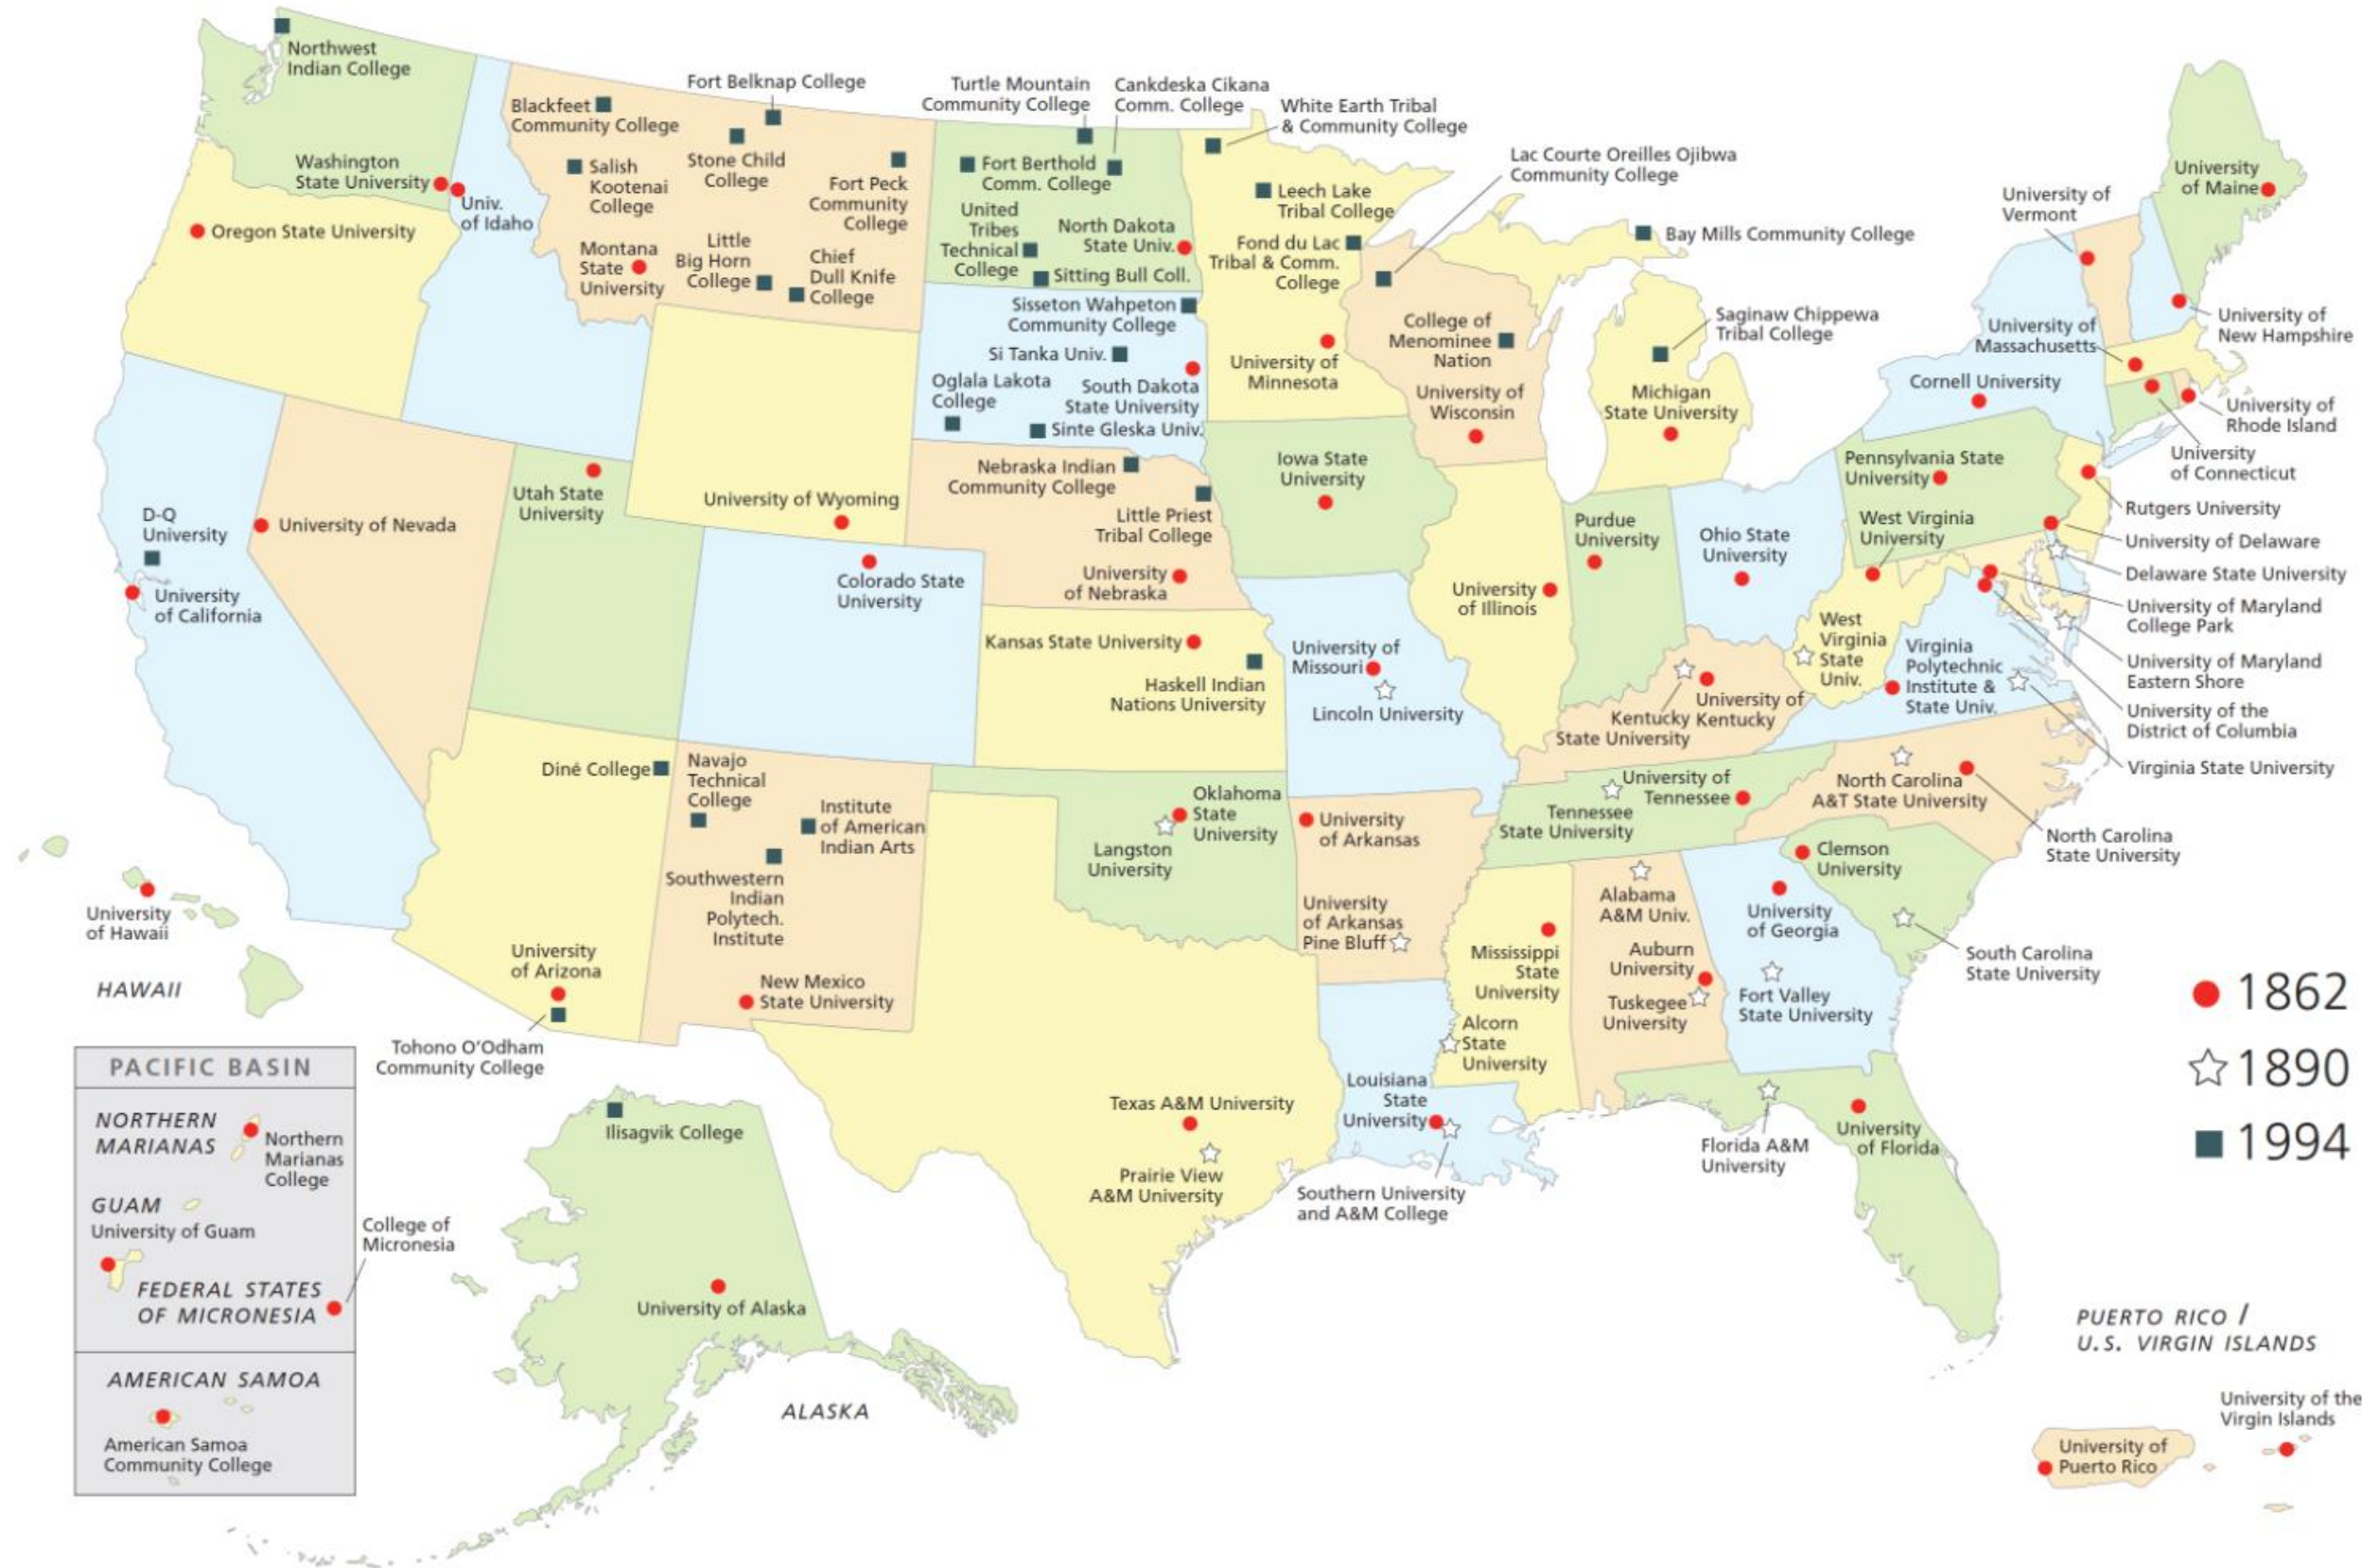 Northwest
Indian College
Washington
State University
Univ.
of Idaho
Oregon State University
Blackfeet
Community College
Fort Belknap College
Salish
Kootenai
College
Stone Child
College
Fort Peck
Community
College
Montana
State
University
Little
Big Horn
College
Chief
Dull Knife
College
Turtle Mountain
Community College
Cankdeska Cikana
Comm. College
Fort Berthold
Comm. College
United
Tribes
Technical
College
North Dakota
State Univ.
Sitting Bull Coll.
White Earth Tribal
& Community College
Leech Lake
Tribal College
Fond du Lac
Tribal & Comm.
College
Lac Courte Oreilles Ojibwa
Community College
Bay Mills Community College
Sisseton Wahpeton
Community College
Si Tanka Univ.
Oglala Lakota
College
South Dakota
State University
Sinte Gleska Univ.
University of
Minnesota
College of
Menominee
Nation
University of
Wisconsin
Saginaw Chippewa
Tribal College
Michigan
State University
University
of Maine
University of
Vermont
University of
New Hampshire
University of
Massachusetts
Cornell University
University of
Rhode Island
University
of Connecticut
Pennsylvania State
University
Rutgers University
West Virginia
University
University of Delaware
Delaware State University
University of Maryland
College Park
University of Maryland
Eastern Shore
University of the
District of Columbia
Virginia State University
West
Virginia
State
Univ.
Virginia
Polytechnic
Institute &
State Univ.
D-Q
University
University
of California
University of Nevada
Utah State
University
University of Wyoming
Colorado State
University
Nebraska Indian
Community College
Little Priest
Tribal College
University
of Nebraska
Iowa State
University
Kansas State University
Haskell Indian
Nations University
University of
Missouri
Lincoln University
University
of Illinois
Purdue
University
Ohio State
University
University of
Kentucky
Kentucky
State University
University of
Tennessee
Tennessee
State University
North Carolina
A&T State University
North Carolina
State University
Diné College
Navajo
Technical
College
Institute
of American
Indian Arts
Southwestern
Indian
Polytech.
Institute
New Mexico
State University
University
of Arizona
Tohono O'Odham
Community College
Oklahoma
State
University
Langston
University
University
of Arkansas
University
of Arkansas
Pine Bluff
Mississippi
State
University
Alcorn
State
University
Alabama
A&M Univ.
Auburn
University
Tuskegee
University
Clemson
University
University
of Georgia
Fort Valley
State University
South Carolina
State University
Louisiana
State
University
Southern University
and A&M College
Texas A&M University
Prairie View
A&M University
Florida A&M
University
University
of Florida
1862
1890
1994
University
of Hawaii
HAWAII
PACIFIC BASIN
NORTHERN
MARIANAS
Northern
Marianas
College
GUAM
University of Guam
FEDERAL STATES
OF MICRONESIA
College of
Micronesia
AMERICAN SAMOA
American Samoa
Community College
Ilisagvik College
University of Alaska
ALASKA
PUERTO RICO /
U.S. VIRGIN ISLANDS
University of the
Virgin Islands
University of
Puerto Rico